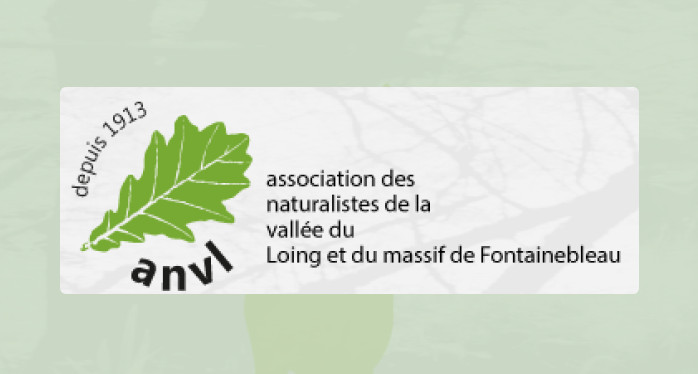 depuis 1913
anvl
association des
naturalistes de la
vallée du
Loing et du massif de Fontainebleau